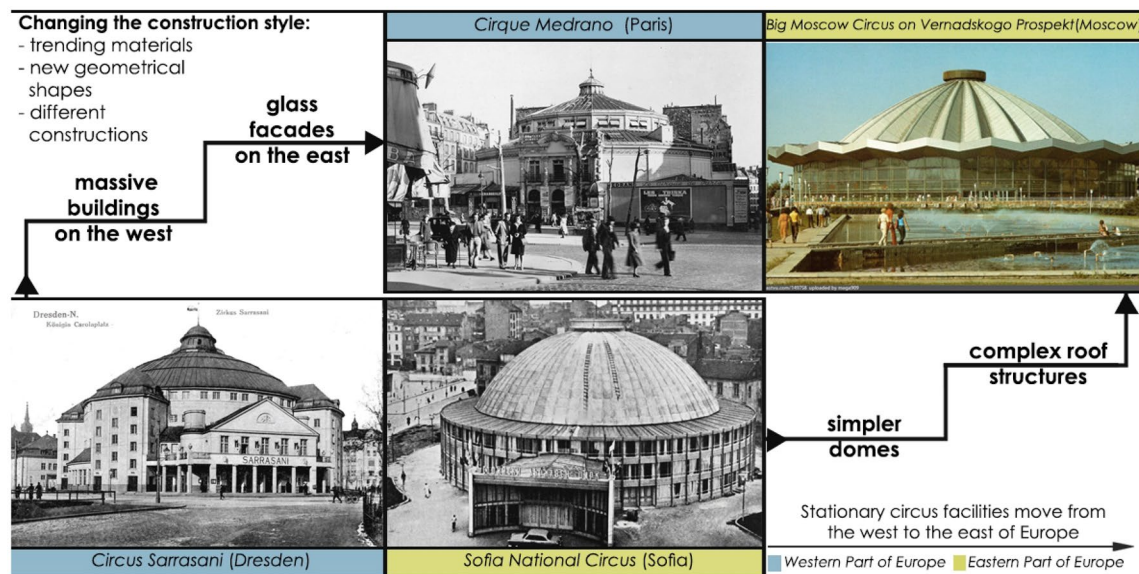 Changing the construction style:
- trending materials
- new geometrical
shapes
- different
constructions
massive
buildings
on the west
glass
facades
on the east
Cirque Medrano (Paris)
Big Moscow Circus on Vernadskogo Prospekt(Moscow)
Dresden-N.
Königin Carolaplatz
Zirkus Sarrasani
SARRASANI
Circus Sarrasani (Dresden)
Sofia National Circus (Sofia)
simpler
domes
complex roof
structures
Stationary circus facilities move from
the west to the east of Europe
Western Part of Europe
Eastern Part of Europe